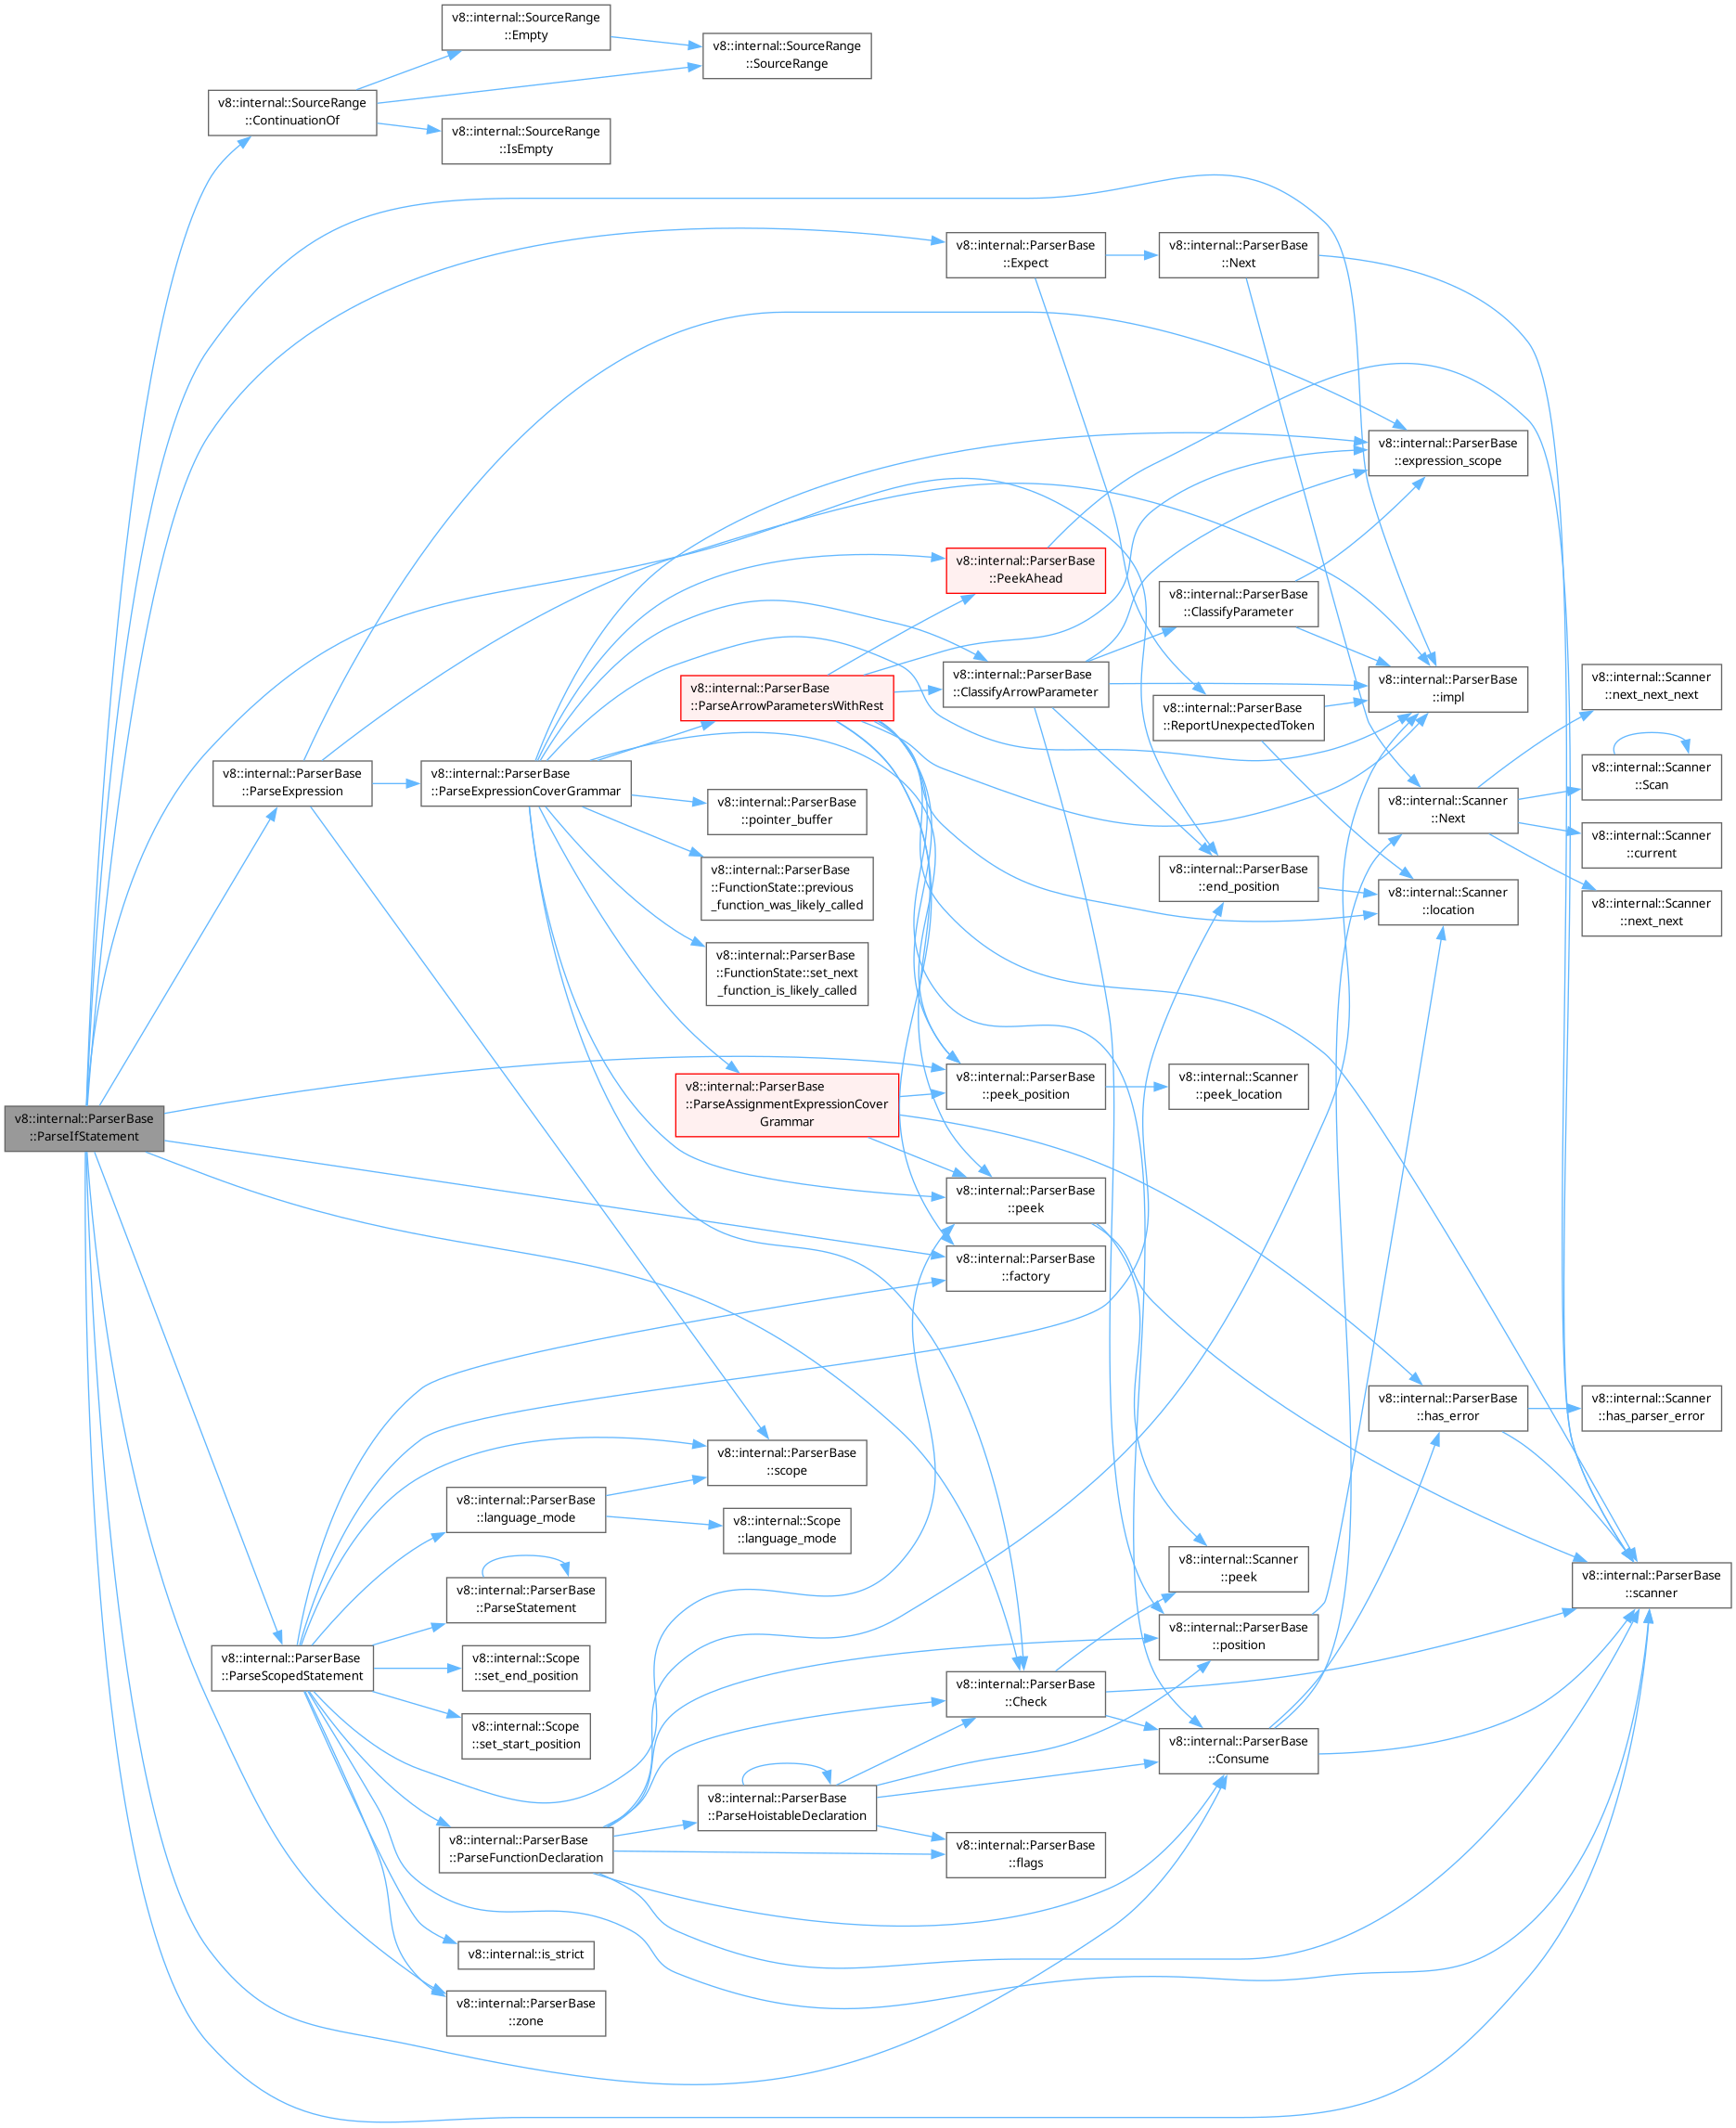 v8::internal::SourceRange
::Empty
v8::internal::SourceRange
::SourceRange
v8::internal::SourceRange
::ContinuationOf
v8::internal::SourceRange
::IsEmpty
v8::internal::ParserBase
::Expect
v8::internal::ParserBase
::Next
v8::internal::ParserBase
::expression_scope
v8::internal::ParserBase
::PeekAhead
v8::internal::ParserBase
::ClassifyParameter
v8::internal::ParserBase
::ClassifyArrowParameter
v8::internal::ParserBase
::ParseArrowParametersWithRest
v8::internal::ParserBase
::impl
v8::internal::Scanner
::next_next_next
v8::internal::ParserBase
::ReportUnexpectedToken
v8::internal::Scanner
::Scan
v8::internal::ParserBase
::ParseExpression
v8::internal::ParserBase
::ParseExpressionCoverGrammar
v8::internal::ParserBase
::pointer_buffer
v8::internal::Scanner
::Next
v8::internal::Scanner
::current
v8::internal::ParserBase
::FunctionState::previous
_function_was_likely_called
v8::internal::ParserBase
::end_position
v8::internal::Scanner
::location
v8::internal::Scanner
::next_next
v8::internal::ParserBase
::FunctionState::set_next
_function_is_likely_called
v8::internal::ParserBase
::ParseIfStatement
v8::internal::ParserBase
::ParseAssignmentExpressionCover
Grammar
v8::internal::ParserBase
::peek_position
v8::internal::Scanner
::peek_location
v8::internal::ParserBase
::peek
v8::internal::ParserBase
::factory
v8::internal::ParserBase
::has_error
v8::internal::Scanner
::has_parser_error
v8::internal::ParserBase
::scope
v8::internal::ParserBase
::language_mode
v8::internal::Scope
::language_mode
v8::internal::Scanner
::peek
v8::internal::ParserBase
::scanner
v8::internal::ParserBase
::ParseStatement
v8::internal::ParserBase
::position
v8::internal::ParserBase
::ParseScopedStatement
v8::internal::Scope
::set_end_position
v8::internal::ParserBase
::Check
v8::internal::Scope
::set_start_position
v8::internal::ParserBase
::Consume
v8::internal::ParserBase
::ParseHoistableDeclaration
v8::internal::ParserBase
::ParseFunctionDeclaration
v8::internal::ParserBase
::flags
v8::internal::is_strict
v8::internal::ParserBase
::zone